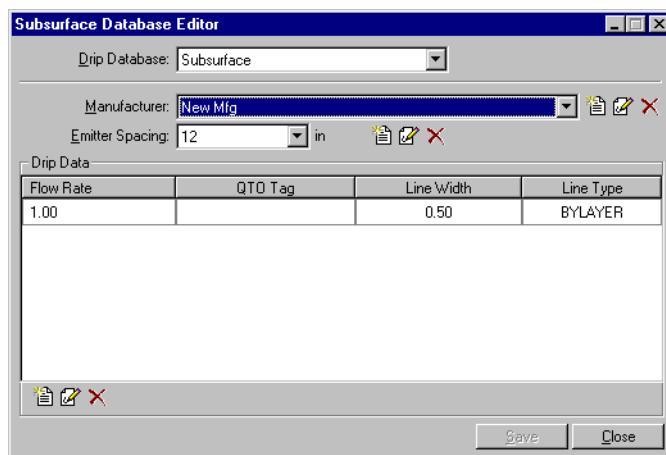 Subsurface Database Editor
Drip Database: Subsurface
Manufacturer: New Mfg
Emitter Spacing: 12 in
Drip Data
Flow Rate QTO Tag Line Width Line Type
1.00 0.50 BYLAYER
Save Close